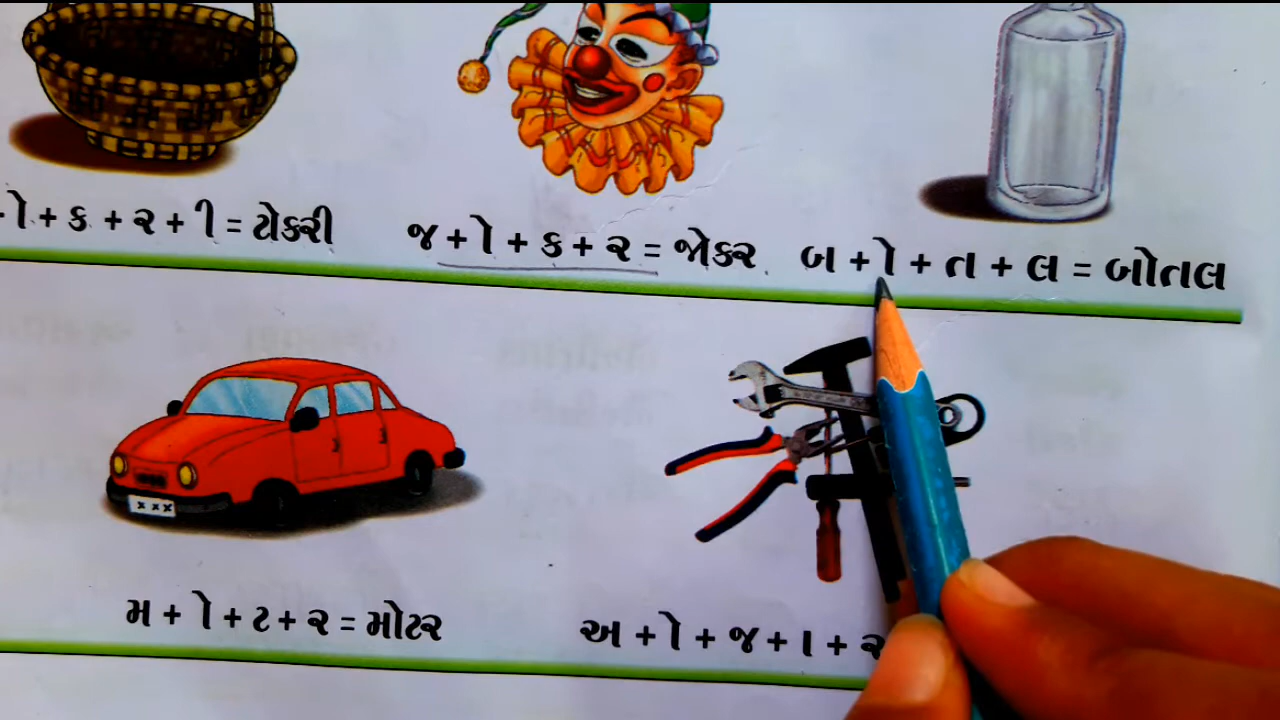 ો + ક + ર + ી = ટોકરી
જ + ો + ક + ર = જોકર
બ + ો + ત + લ = બોતલ
x x x
મ + ો + ટ + ર = મોટર
અ + ો + જ + ા + ર